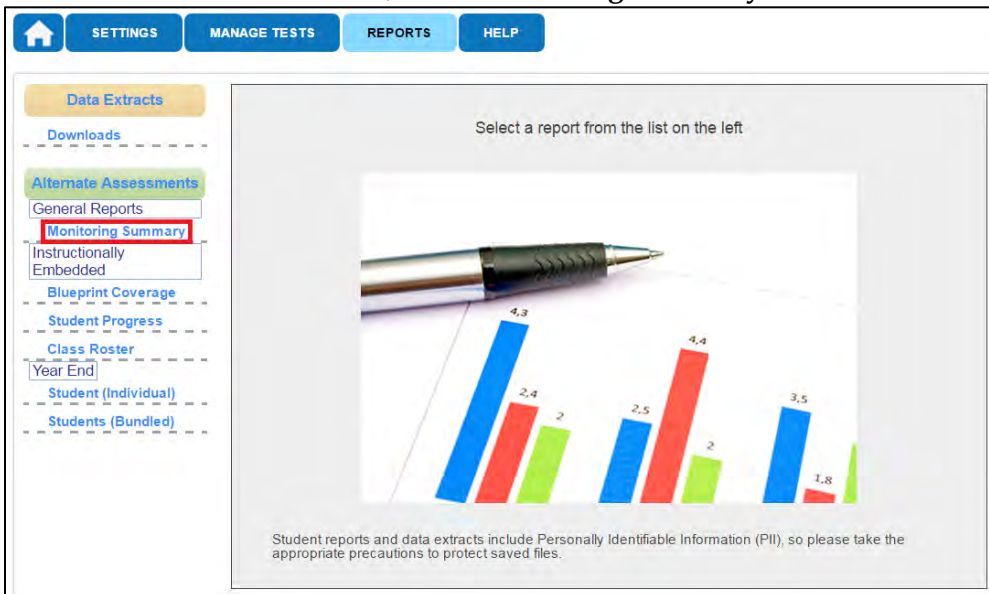 SETTINGS MANAGE TESTS REPORTS HELP
Data Extracts
Downloads
Alternate Assessments
General Reports
Monitoring Summary
Instructionally
Embedded
Blueprint Coverage
Student Progress
Class Roster
Year End
Student (Individual)
Students (Bundled)
Select a report from the list on the left
4,3
2,4
2
2,5
4,4
2
3,5
1,8
Student reports and data extracts include Personally Identifiable Information (PII), so please take the
appropriate precautions to protect saved files.